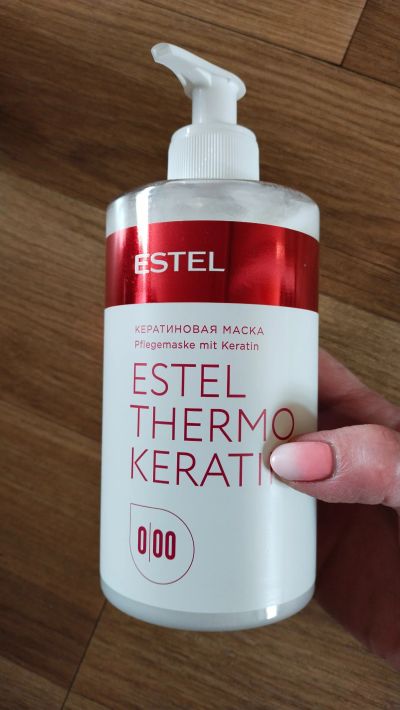 ESTEL
КЕРАТИНОВАЯ МАСКА
Pflegemaske mit Keratin
ESTEL
THERMO
KERATI
0|00